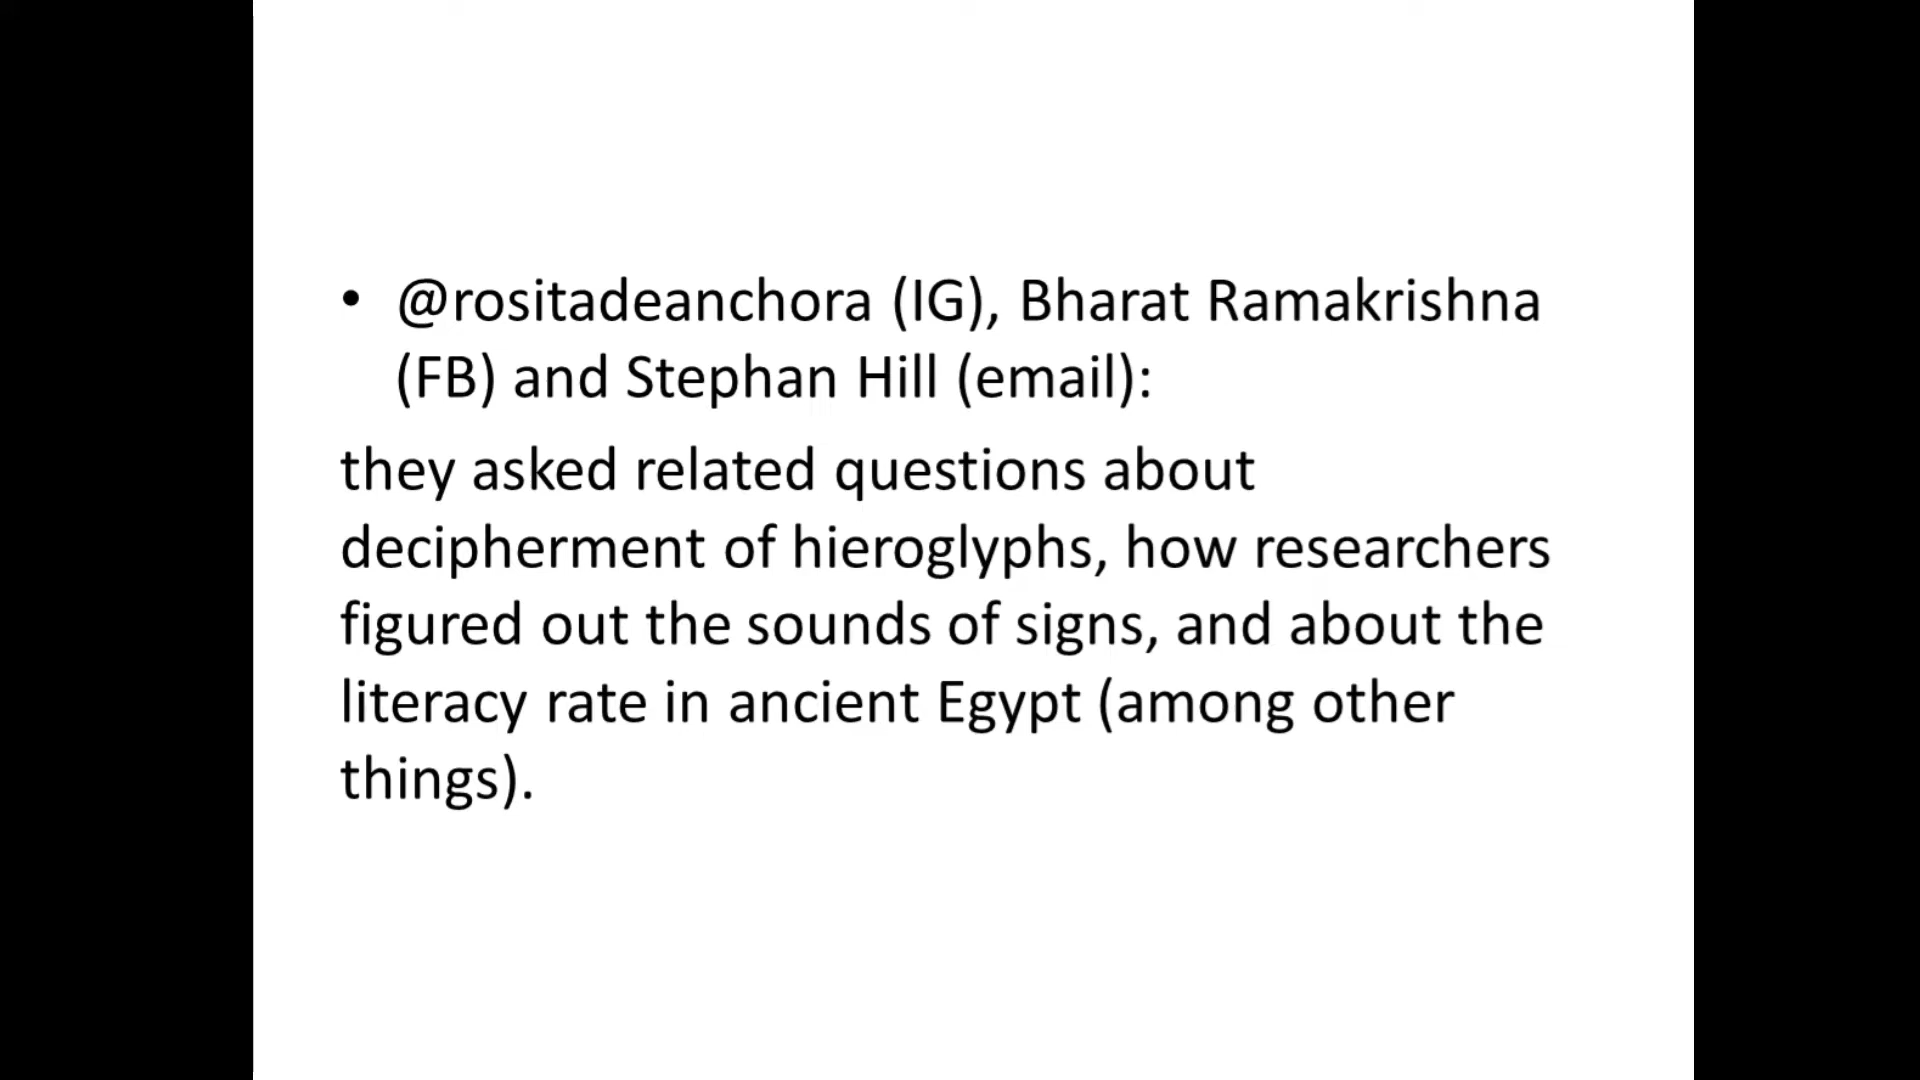 • @rositadeanchora (IG), Bharat Ramakrishna
(FB) and Stephan Hill (email):
they asked related questions about
decipherment of hieroglyphs, how researchers
figured out the sounds of signs, and about the
literacy rate in ancient Egypt (among other
things).